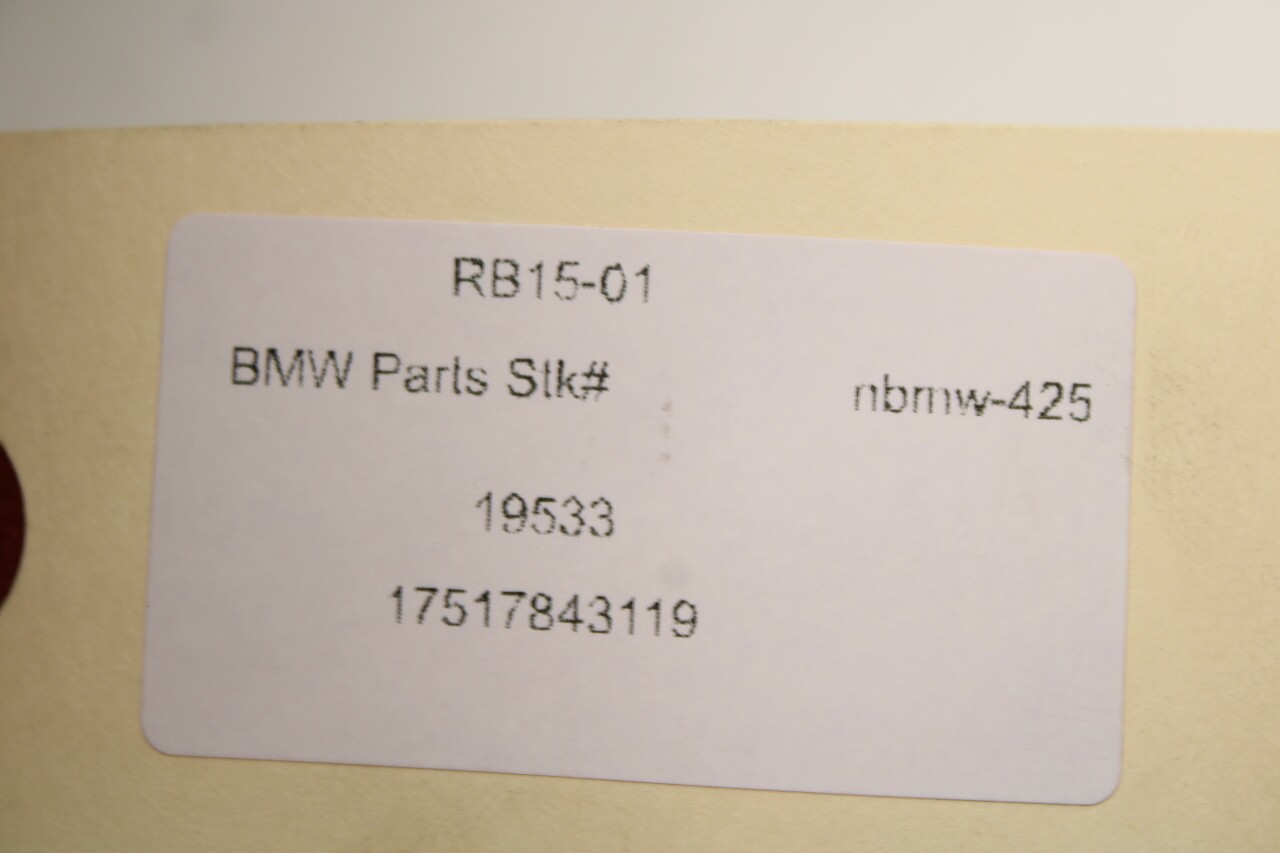 RB15-01
BMW Parts Stk# nbmw-425
19533
17517843119